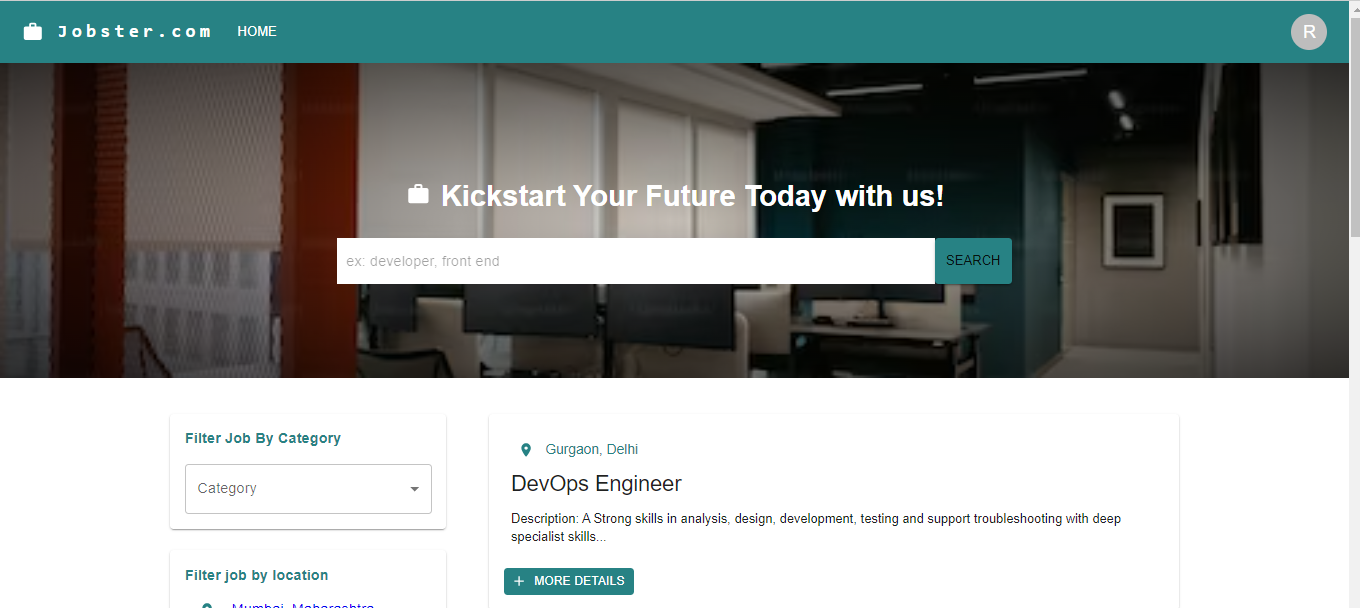 Jobster.com HOME R
Kickstart Your Future Today with us!
ex: developer, front end SEARCH
Filter Job By Category
Category
Gurgaon, Delhi
DevOps Engineer
Description: A Strong skills in analysis, design, development, testing and support troubleshooting with deep
specialist skills...
+ MORE DETAILS
Filter job by location
Mumbai, Maharashtra